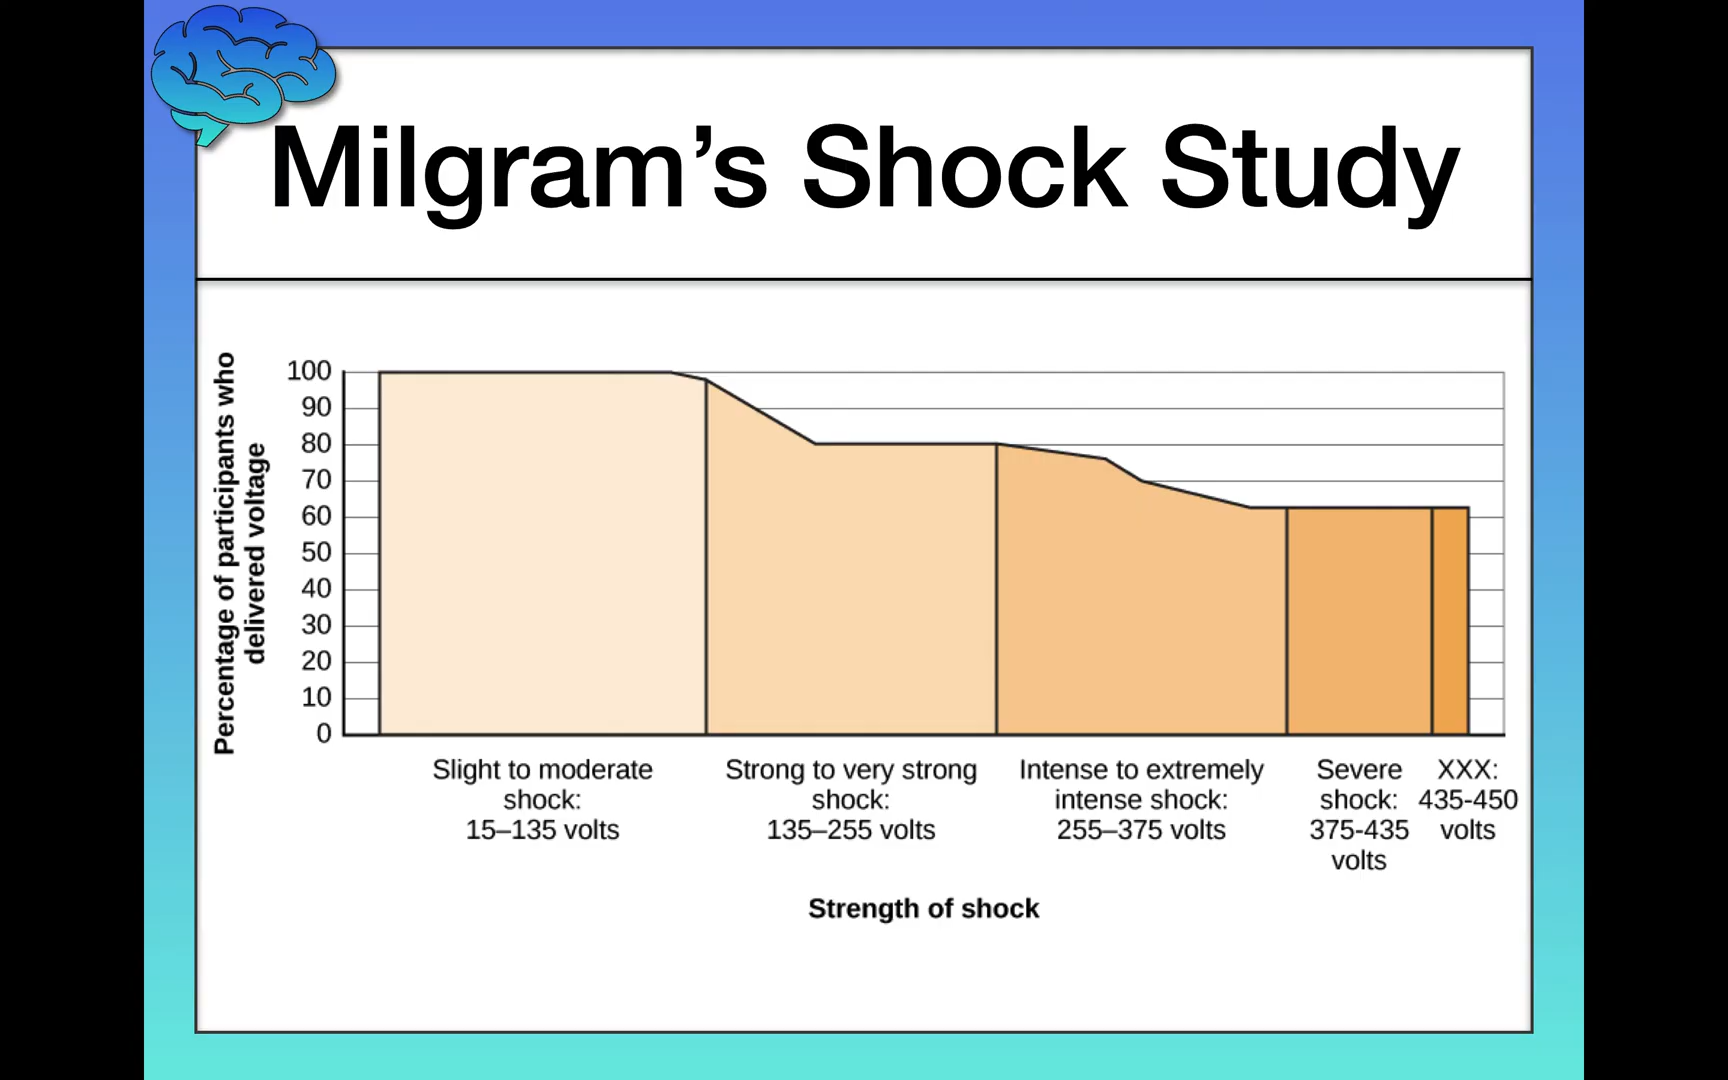 Milgram’s Shock Study
Percentage of participants who
delivered voltage
100
90
80
70
60
50
40
30
20
10
0
Slight to moderate
shock:
15–135 volts
Strong to very strong
shock:
135–255 volts
Intense to extremely
intense shock:
255–375 volts
Severe
shock:
375-435
volts
XXX:
435-450
volts
Strength of shock